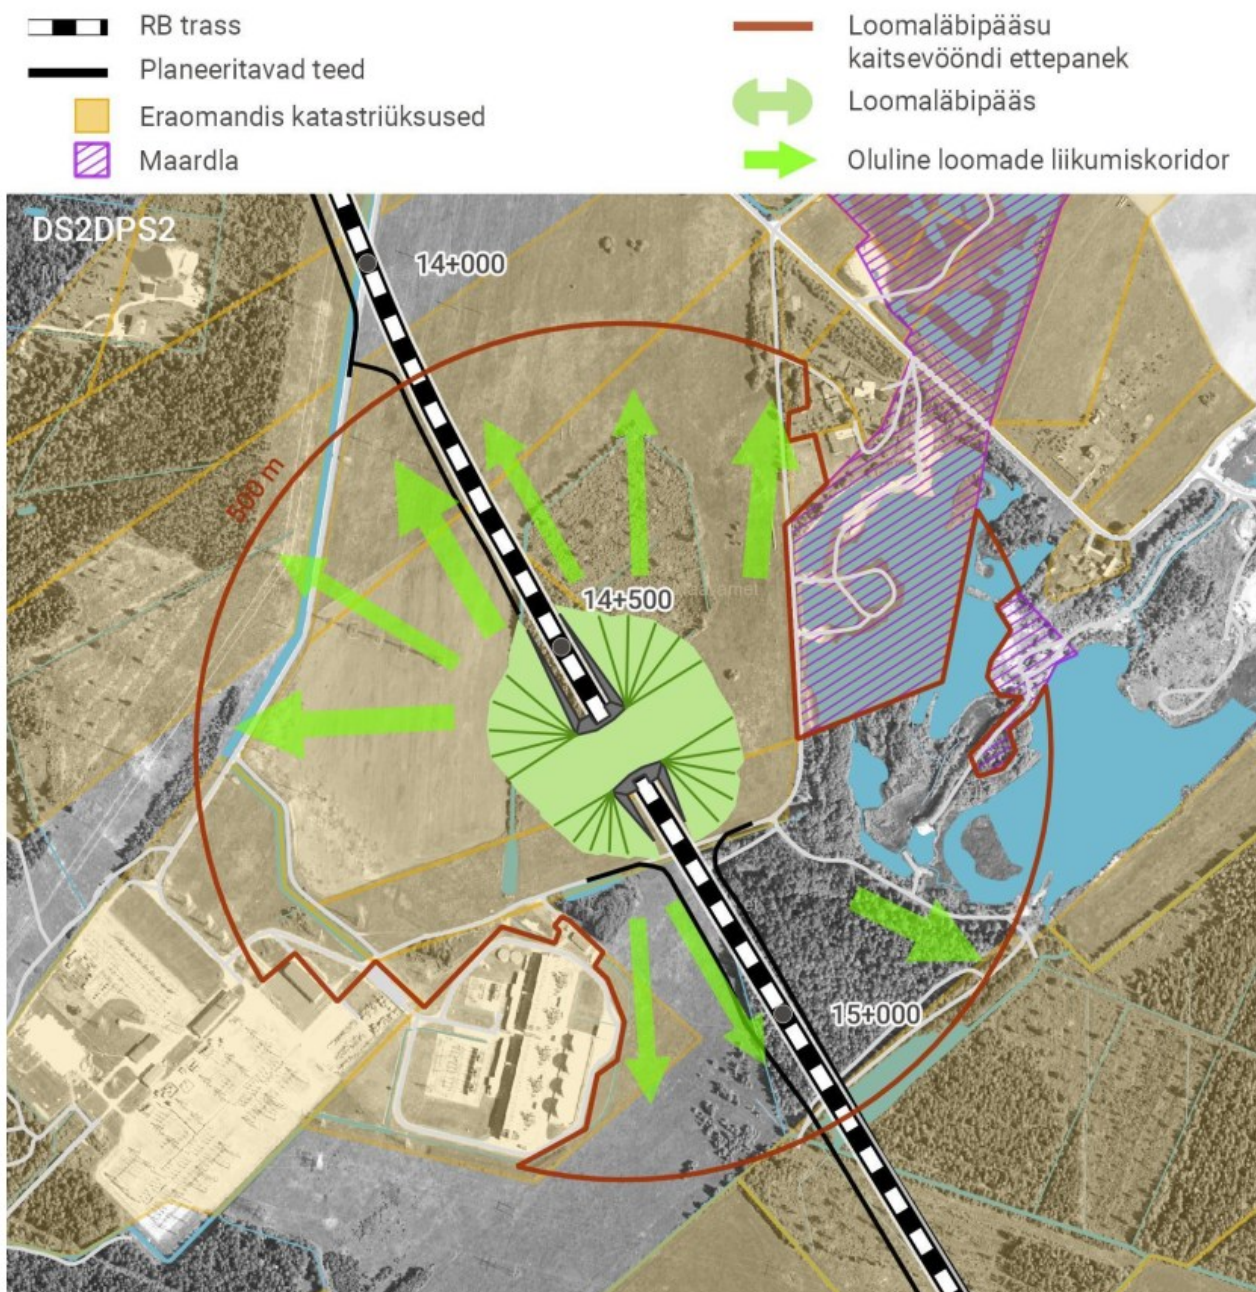 RB trass
Planeeritavad teed
Eraomandis katastriüksused
Maardla
Loomaläbipääsu
kaitsevööndi ettepanek
Loomaläbipääs
Oluline loomade liikumiskoridor
DS2DPS2
14+000
500 m
14+500
15+000